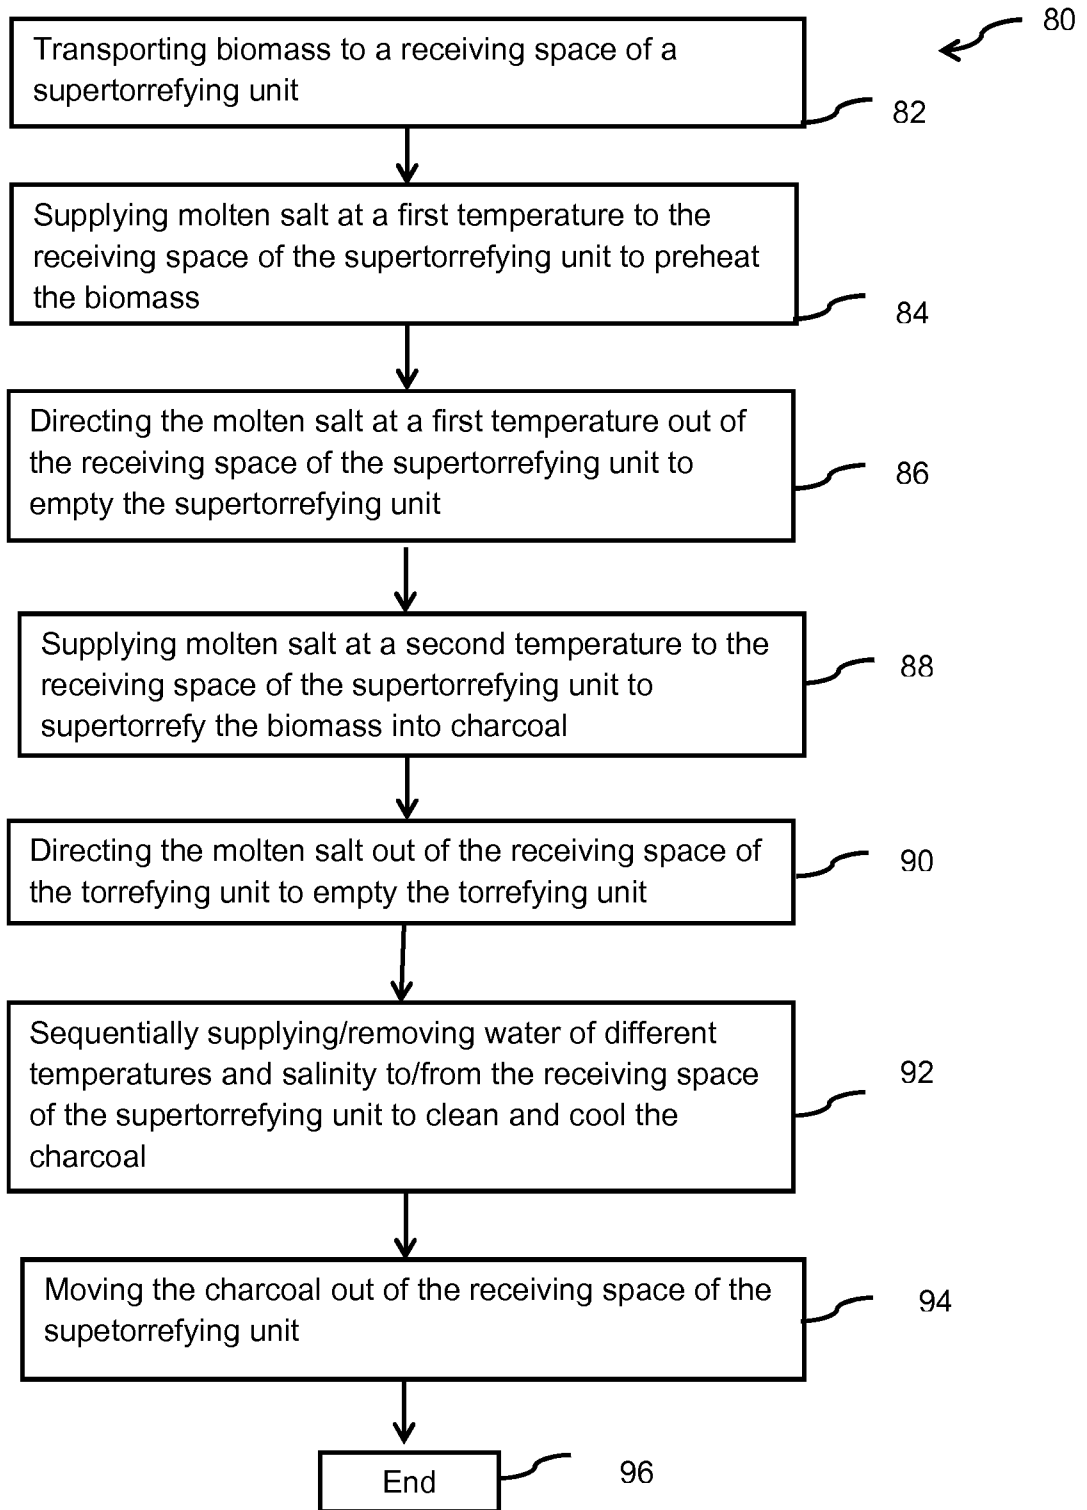 80
Transporting biomass to a receiving space of a
supertorrefying unit
82
Supplying molten salt at a first temperature to the
receiving space of the supertorrefying unit to preheat
the biomass
84
Directing the molten salt at a first temperature out of
the receiving space of the supertorrefying unit to
empty the supertorrefying unit
86
Supplying molten salt at a second temperature to the
receiving space of the supertorrefying unit to
supertorrefy the biomass into charcoal
88
Directing the molten salt out of the receiving space of
the torrefying unit to empty the torrefying unit
90
Sequentially supplying/removing water of different
temperatures and salinity to/from the receiving space
of the supertorrefying unit to clean and cool the
charcoal
92
Moving the charcoal out of the receiving space of the
supetorrefying unit
94
End
96